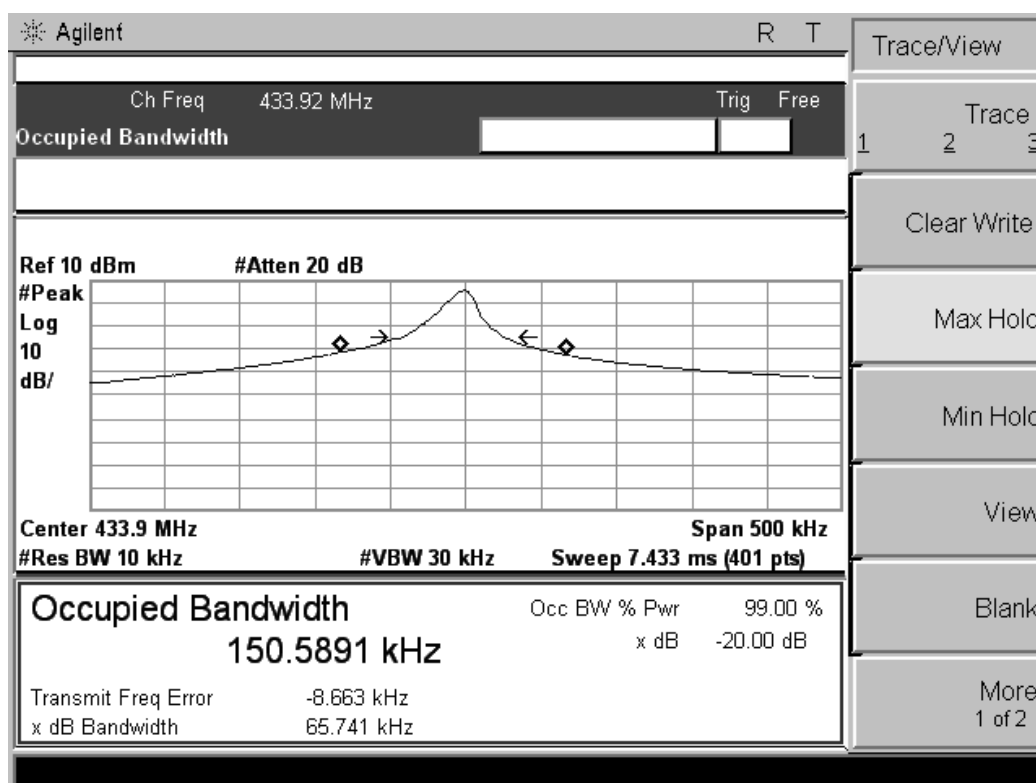 Agilent R T
Trace/View
Ch Freq 433.92 MHz Trig Free
Occupied Bandwidth
Trace
1 2 3
Clear Write
Ref 10 dBm #Atten 20 dB
#Peak
Log
10
dB/
Max Hold
Min Hold
Center 433.9 MHz Span 500 kHz
#Res BW 10 kHz #VBW 30 kHz Sweep 7.433 ms (401 pts)
View
Occupied Bandwidth
150.5891 kHz
Occ BW % Pwr 99.00 %
x dB -20.00 dB
Transmit Freq Error -8.663 kHz
x dB Bandwidth 65.741 kHz
Blank
More
1 of 2